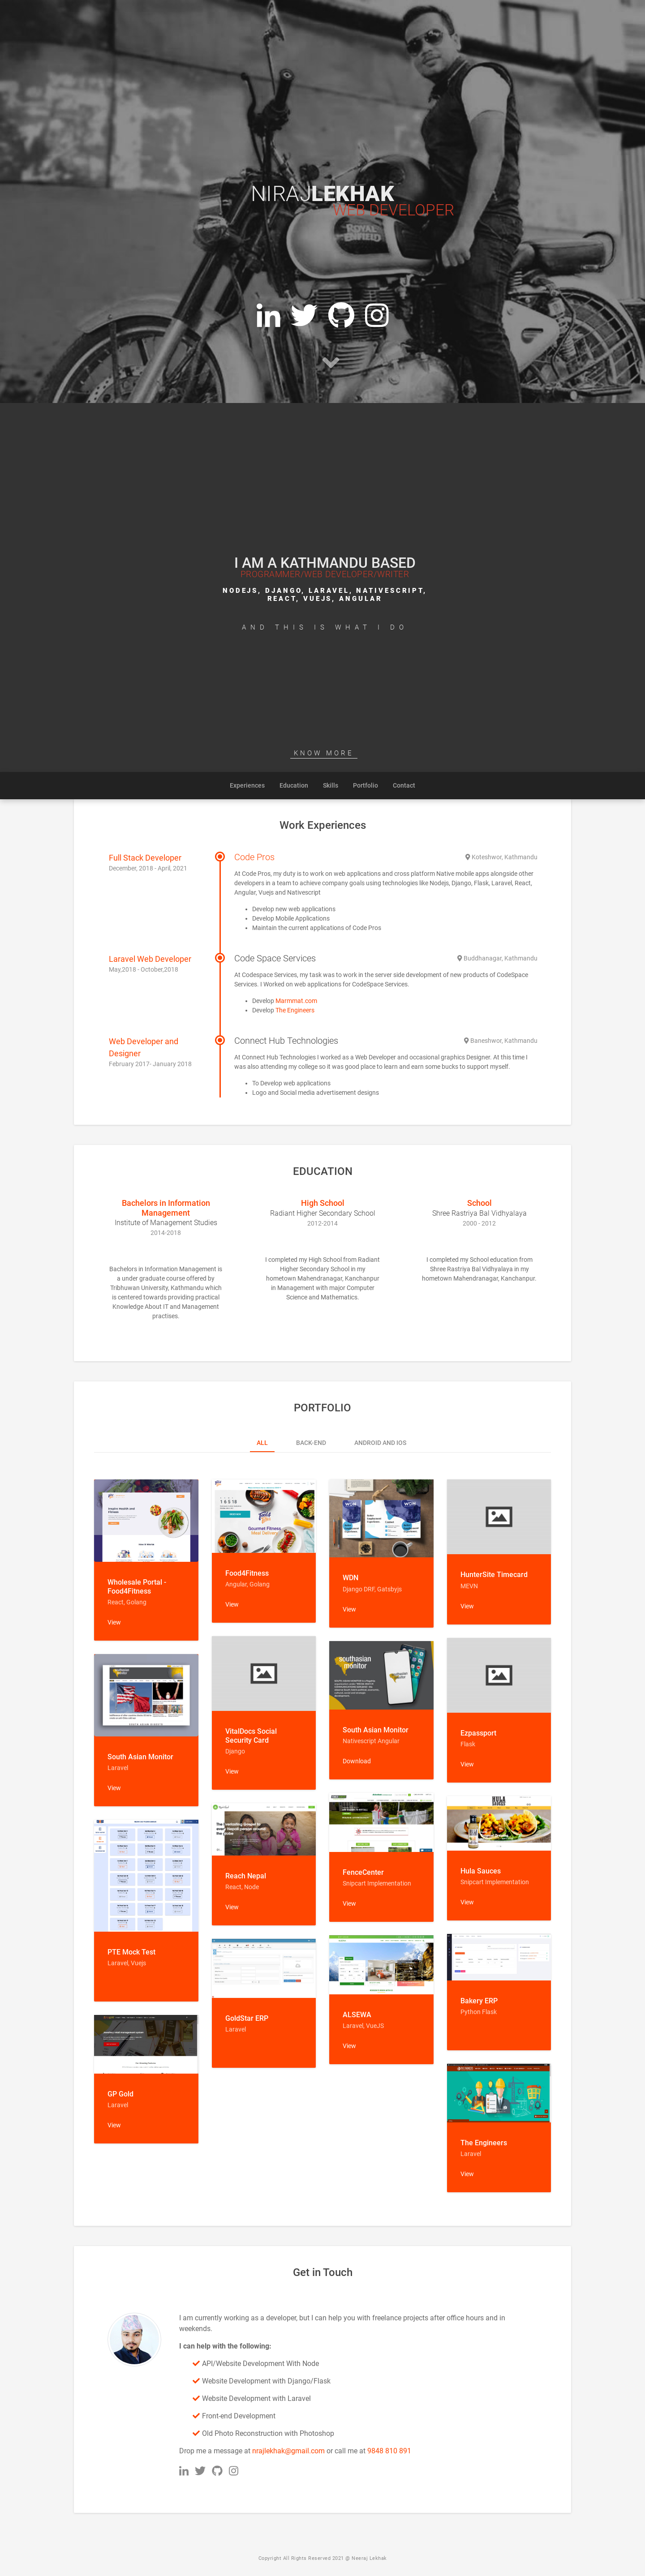 NIRAJLEKHAK
WEB DEVELOPER
ROYAL
ENFIELD
I AM A KATHMANDU BASED
PROGRAMMER/WEB DEVELOPER/WRITER
NODEJS, DJANGO, LARAVEL, NATIVESCRIPT,
REACT, VUEJS, ANGULAR
AND THIS IS WHAT I DO
KNOW MORE
Experiences Education Skills Portfolio Contact
Work Experiences
Full Stack Developer
December, 2018 - April, 2021
Code Pros
Koteshwor, Kathmandu
At Code Pros, my duty is to work on web applications and cross platform Native mobile apps alongside other
developers in a team to achieve company goals using technologies like Nodejs, Django, Flask, Laravel, React,
Angular, Vuejs and Nativescript
Develop new web applications
Develop Mobile Applications
Maintain the current applications of Code Pros
Laravel Web Developer
May,2018 - October,2018
Code Space Services
Buddhanagar, Kathmandu
At Codespace Services, my task was to work in the server side development of new products of CodeSpace
Services. I Worked on web applications for CodeSpace Services.
Develop Marmmat.com.
Develop The Engineers
Web Developer and
Designer
February 2017- January 2018
Connect Hub Technologies
Baneshwor, Kathmandu
At Connect Hub Technologies I worked as a Web Developer and occasional graphics Designer. At this time I
was also attending my college so it was good place to learn and earn some bucks to support myself.
To Develop web applications
Logo and Social media advertisement designs
EDUCATION
Bachelors in Information
Management
Institute of Management Studies
2014-2018
Bachelors in Information Management is
a under graduate course offered by
Tribhuwan University, Kathmandu which
is centered towards providing practical
Knowledge About IT and Management
practises.
High School
Radiant Higher Secondary School
2012-2014
I completed my High School from Radiant
Higher Secondary School in my
hometown Mahendranagar, Kanchanpur
in Management with major Computer
Science and Mathematics.
School
Shree Rastriya Bal Vidhyalaya
2000 - 2012
I completed my School education from
Shree Rastriya Bal Vidhyalaya in my
hometown Mahendranagar, Kanchanpur.
PORTFOLIO
ALL BACK-END ANDROID AND IOS
Wholesale Portal -
Food4Fitness
React, Golang
View
South Asian Monitor
Laravel
View
PTE Mock Test
Laravel, Vuejs
GP Gold
Laravel
View
Food4Fitness
Angular, Golang
View
VitalDocs Social
Security Card
Django
View
Reach Nepal
React, Node
View
GoldStar ERP
Laravel
WDN
Django DRF, Gatsbyjs
View
southasian
monitor
South Asian Monitor
Nativescript Angular
Download
FenceCenter
Snipcart Implementation
View
ALSEWA
Laravel, VueJS
View
HunterSite Timecard
MEVN
View
Ezpassport
Flask
View
HULA
SAUCES
Hula Sauces
Snipcart Implementation
View
Bakery ERP
Python Flask
The Engineers
Laravel
View
Get in Touch
I am currently working as a developer, but I can help you with freelance projects after office hours and in
weekends.
I can help with the following:
API/Website Development With Node
Website Development with Django/Flask
Website Development with Laravel
Front-end Development
Old Photo Reconstruction with Photoshop
Drop me a message at nrajlekhak@gmail.com or call me at 9848 810 891
Copyright All Rights Reserved 2021 @ Neeraj Lekhak